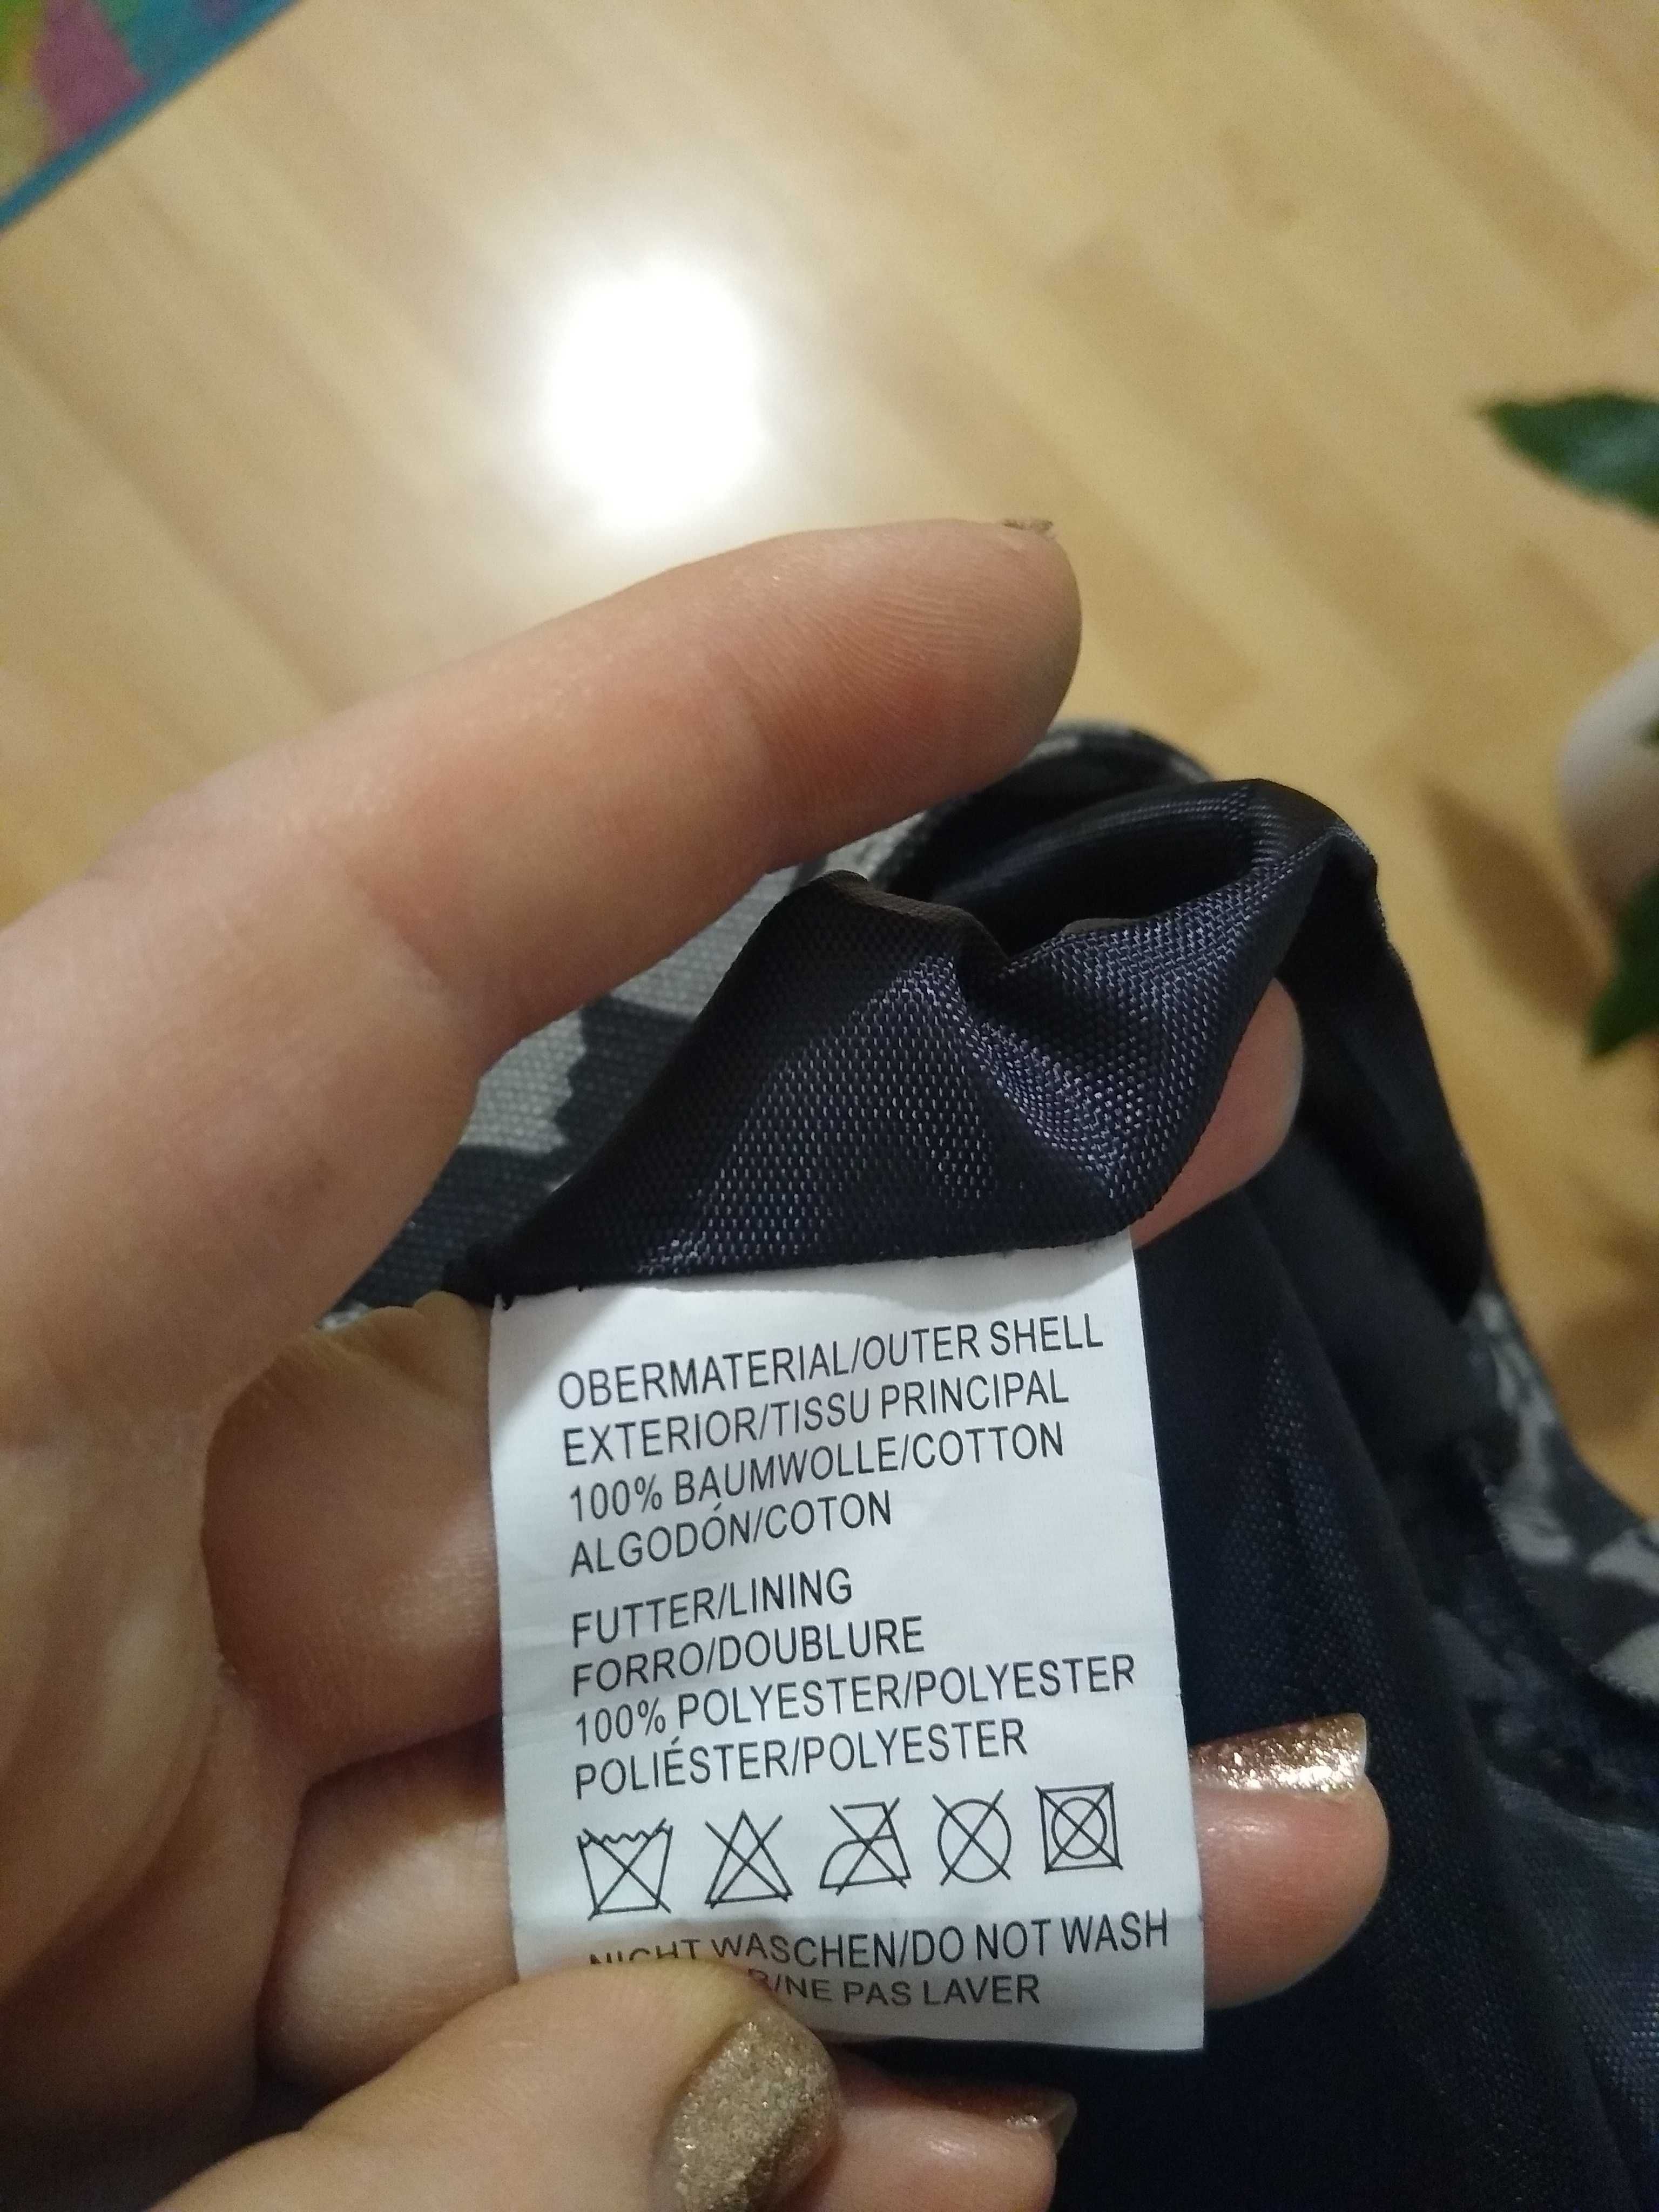 OBERMATERIAL/OUTER SHELL
EXTERIOR/TISSU PRINCIPAL
100% BAUMWOLLE/COTTON
ALGODÓN/COTON
FUTTER/LINING
FORRO/DOUBLURE
100% POLYESTER/POLYESTER
POLIÉSTER/POLYESTER
NICHT WASCHEN/DO NOT WASH
/NE PAS LAVER